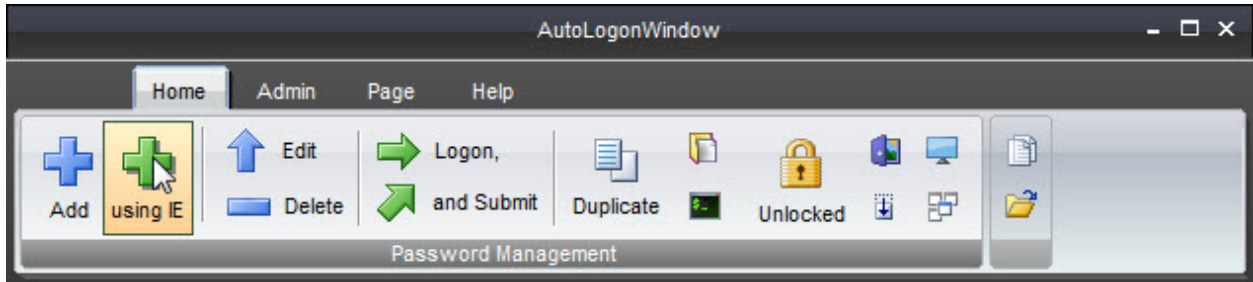 AutoLogonWindow
Home Admin Page Help
Edit Logon,
Add using IE Delete and Submit Duplicate Unlocked
Password Management